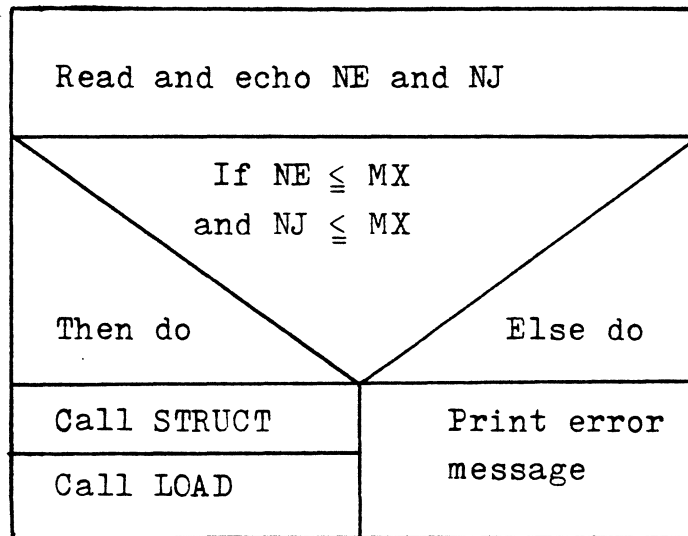 Read and echo NE and NJ
If NE ≦ MX
and NJ ≦ MX
Then do
Else do
Call STRUCT
Print error
message
Call LOAD